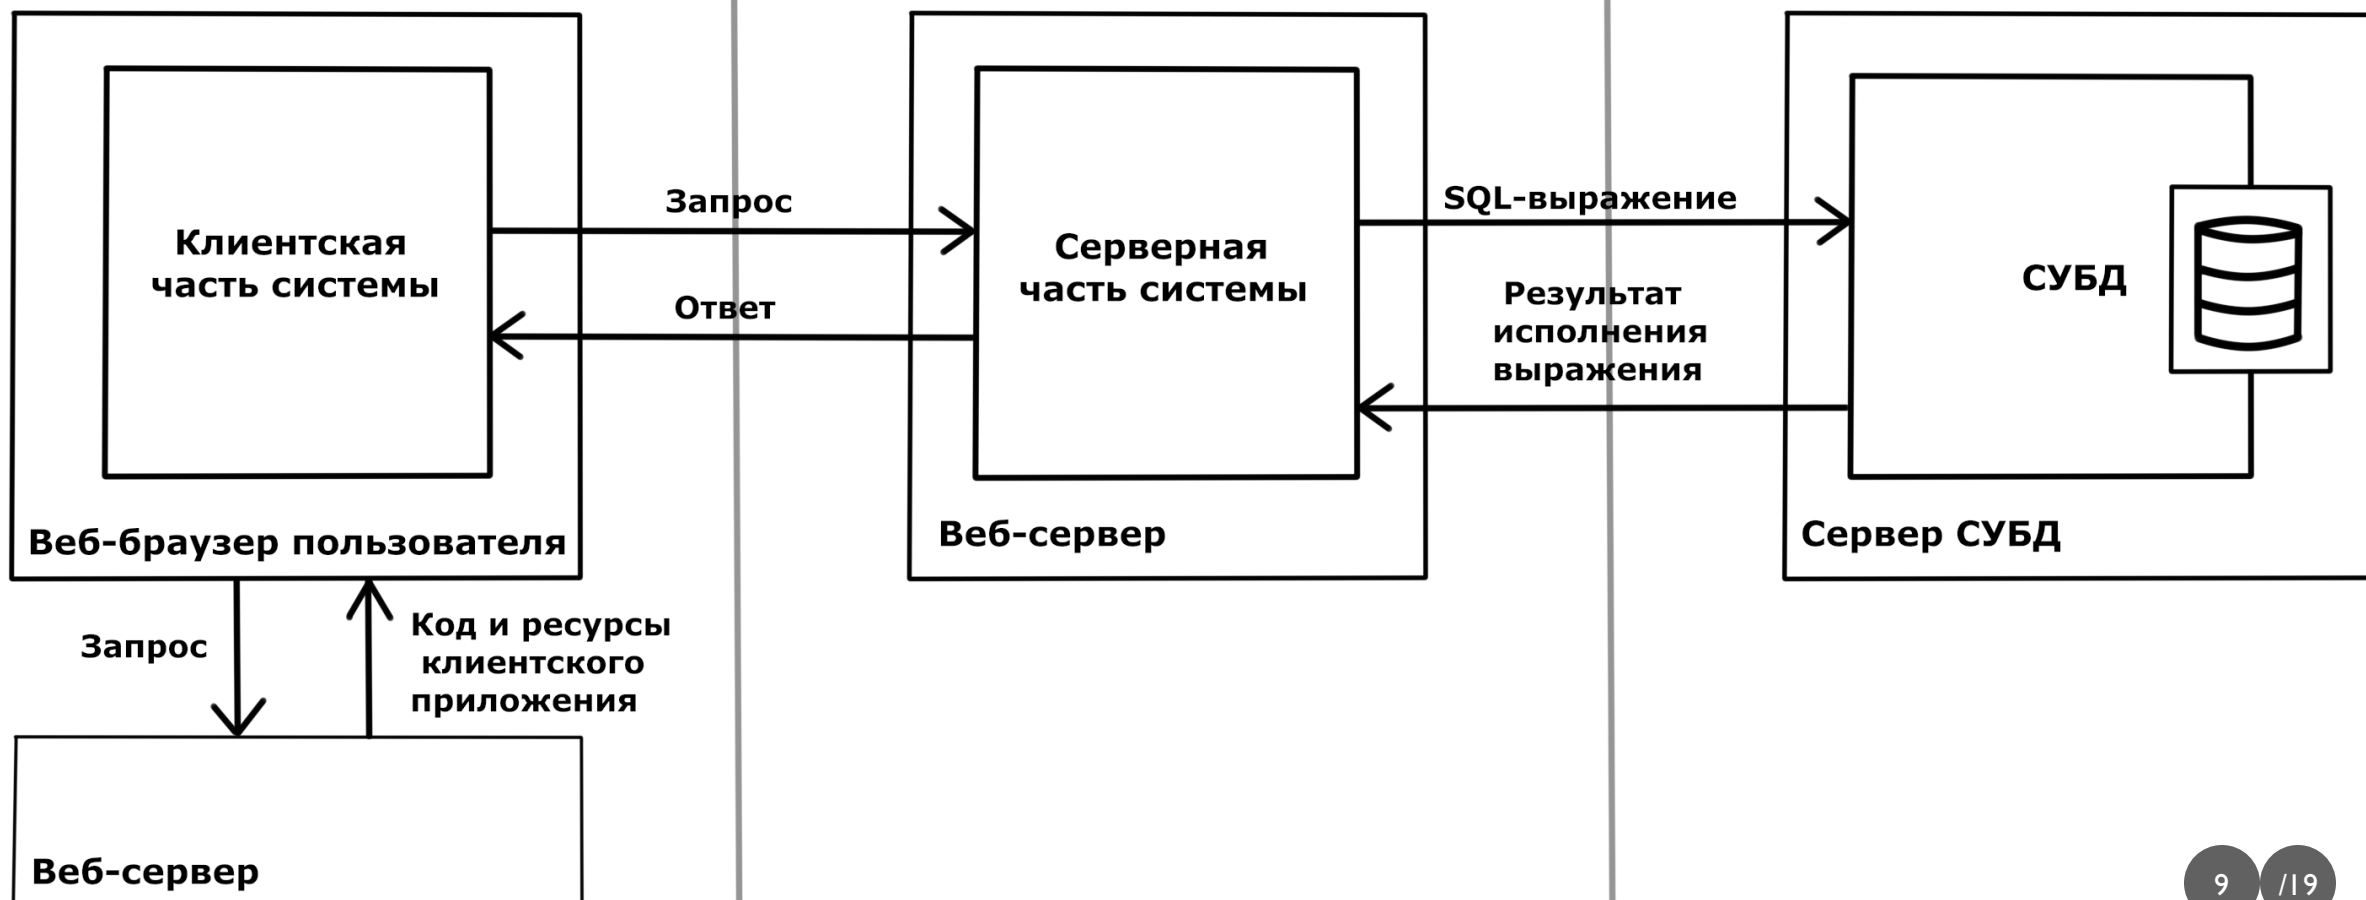 Запрос
SQL-выражение
Клиентская
часть системы
Серверная
часть системы
СУБД
Ответ
Результат
исполнения
выражения
Веб-браузер пользователя
Веб-сервер
Сервер СУБД
Запрос
Код и ресурсы
клиентского
приложения
Веб-сервер
9 /19